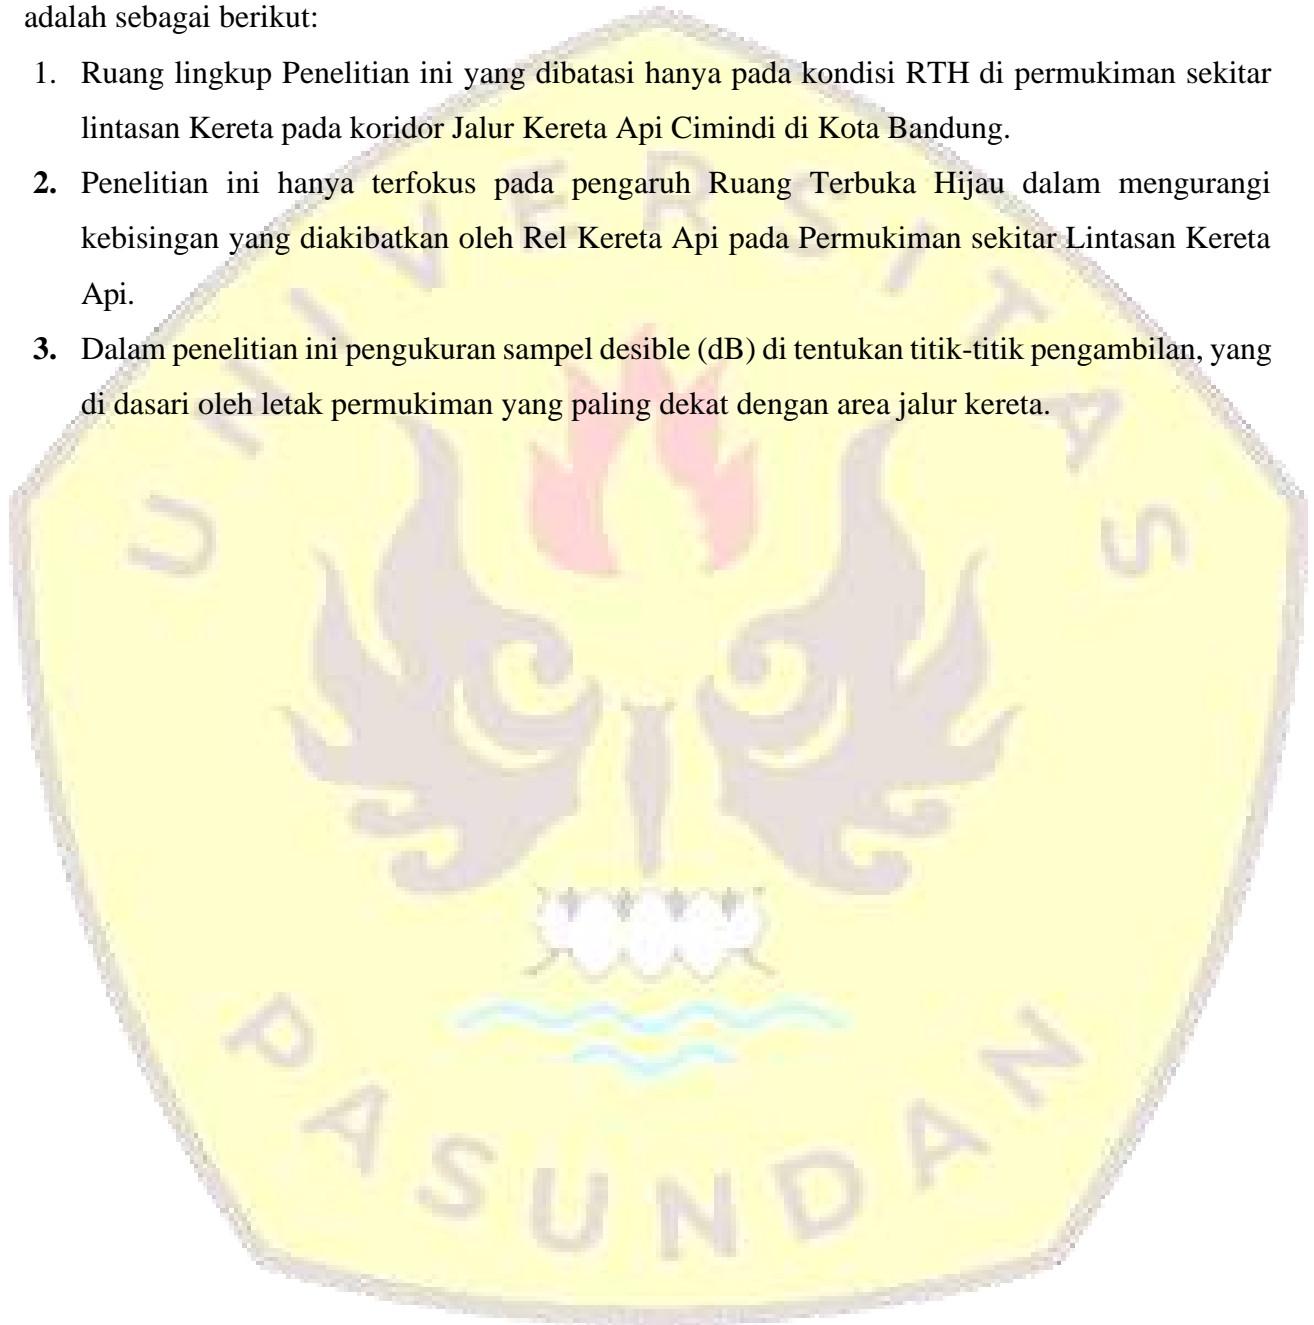 adalah sebagai berikut:
1. Ruang lingkup Penelitian ini yang dibatasi hanya pada kondisi RTH di permukiman sekitar
lintasan Kereta pada koridor Jalur Kereta Api Cimindi di Kota Bandung.
2. Penelitian ini hanya terfokus pada pengaruh Ruang Terbuka Hijau dalam mengurangi
kebisingan yang diakibatkan oleh Rel Kereta Api pada Permukiman sekitar Lintasan Kereta
Api.
3. Dalam penelitian ini pengukuran sampel desible (dB) di tentukan titik-titik pengambilan, yang
di dasari oleh letak permukiman yang paling dekat dengan area jalur kereta.
UNIVERSITAS
PASUNDAN